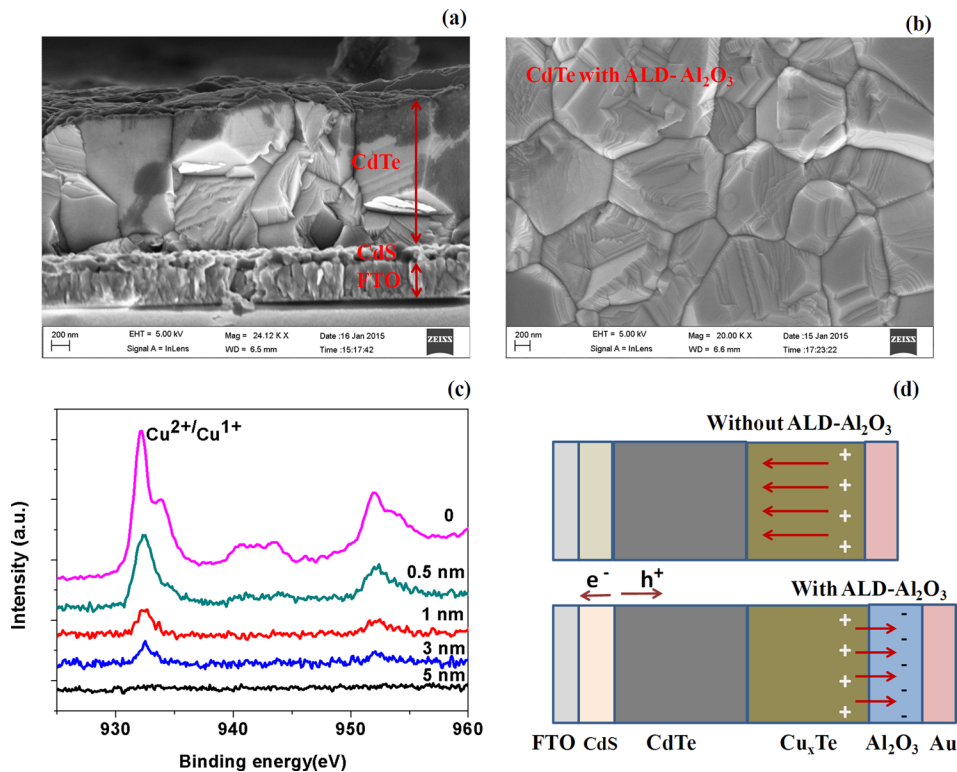 (a)
CdTe
CdS
FTO
200 nm
EHT = 5.00 kV
Signal A = InLens
Mag = 24.12 K X
WD = 6.5 mm
Date :16 Jan 2015
Time :15:17:42
ZEISS
(b)
CdTe with ALD- Al₂O₃
200 nm
EHT = 5.00 kV
Signal A = InLens
Mag = 20.00 K X
WD = 6.6 mm
Date :15 Jan 2015
Time :17:23:22
ZEISS
(c)
Cu²⁺/Cu¹⁺
0
0.5 nm
1 nm
3 nm
5 nm
Intensity (a.u.)
930 940 950 960
Binding energy(eV)
(d)
Without ALD-Al₂O₃
+
+
+
+
e⁻ h⁺
With ALD-Al₂O₃
+ -
+ -
+ -
+ -
-
FTO CdS CdTe CuₓTe Al₂O₃ Au